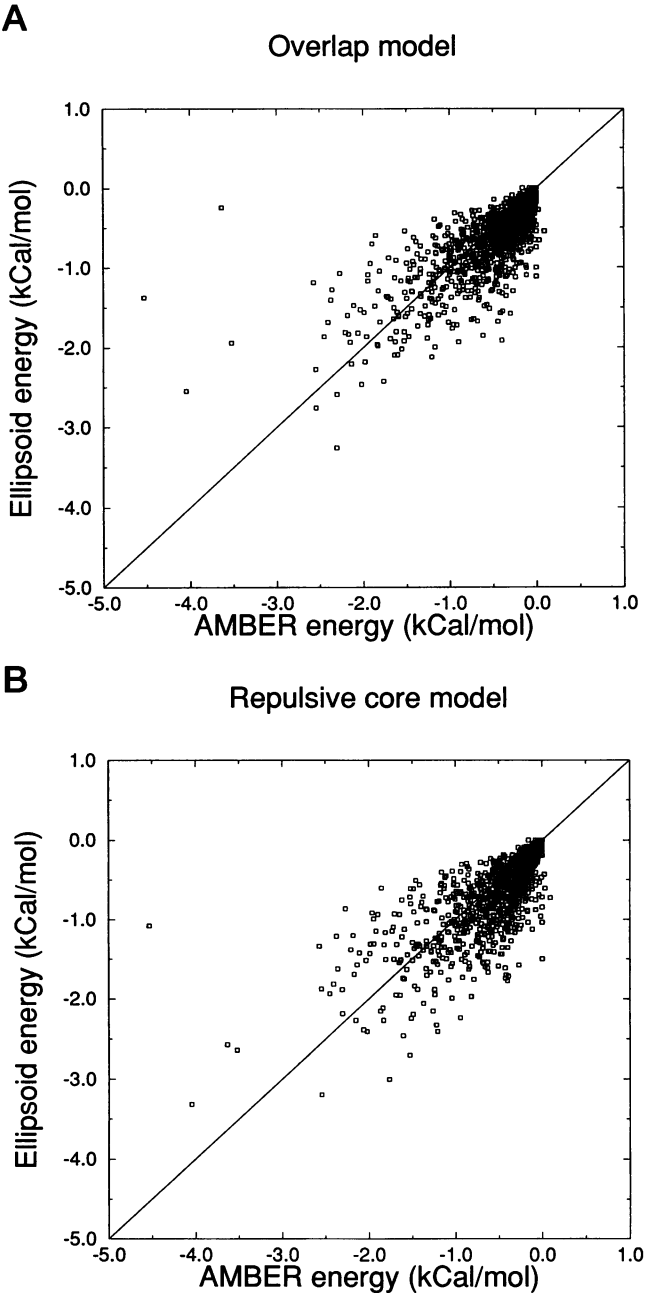 A
Overlap model
1.0
0.0
-1.0
-2.0
-3.0
-4.0
-5.0
Ellipsoid energy (kCal/mol)
-5.0 -4.0 -3.0 -2.0 -1.0 0.0 1.0
AMBER energy (kCal/mol)
B
Repulsive core model
1.0
0.0
-1.0
-2.0
-3.0
-4.0
-5.0
Ellipsoid energy (kCal/mol)
-5.0 -4.0 -3.0 -2.0 -1.0 0.0 1.0
AMBER energy (kCal/mol)